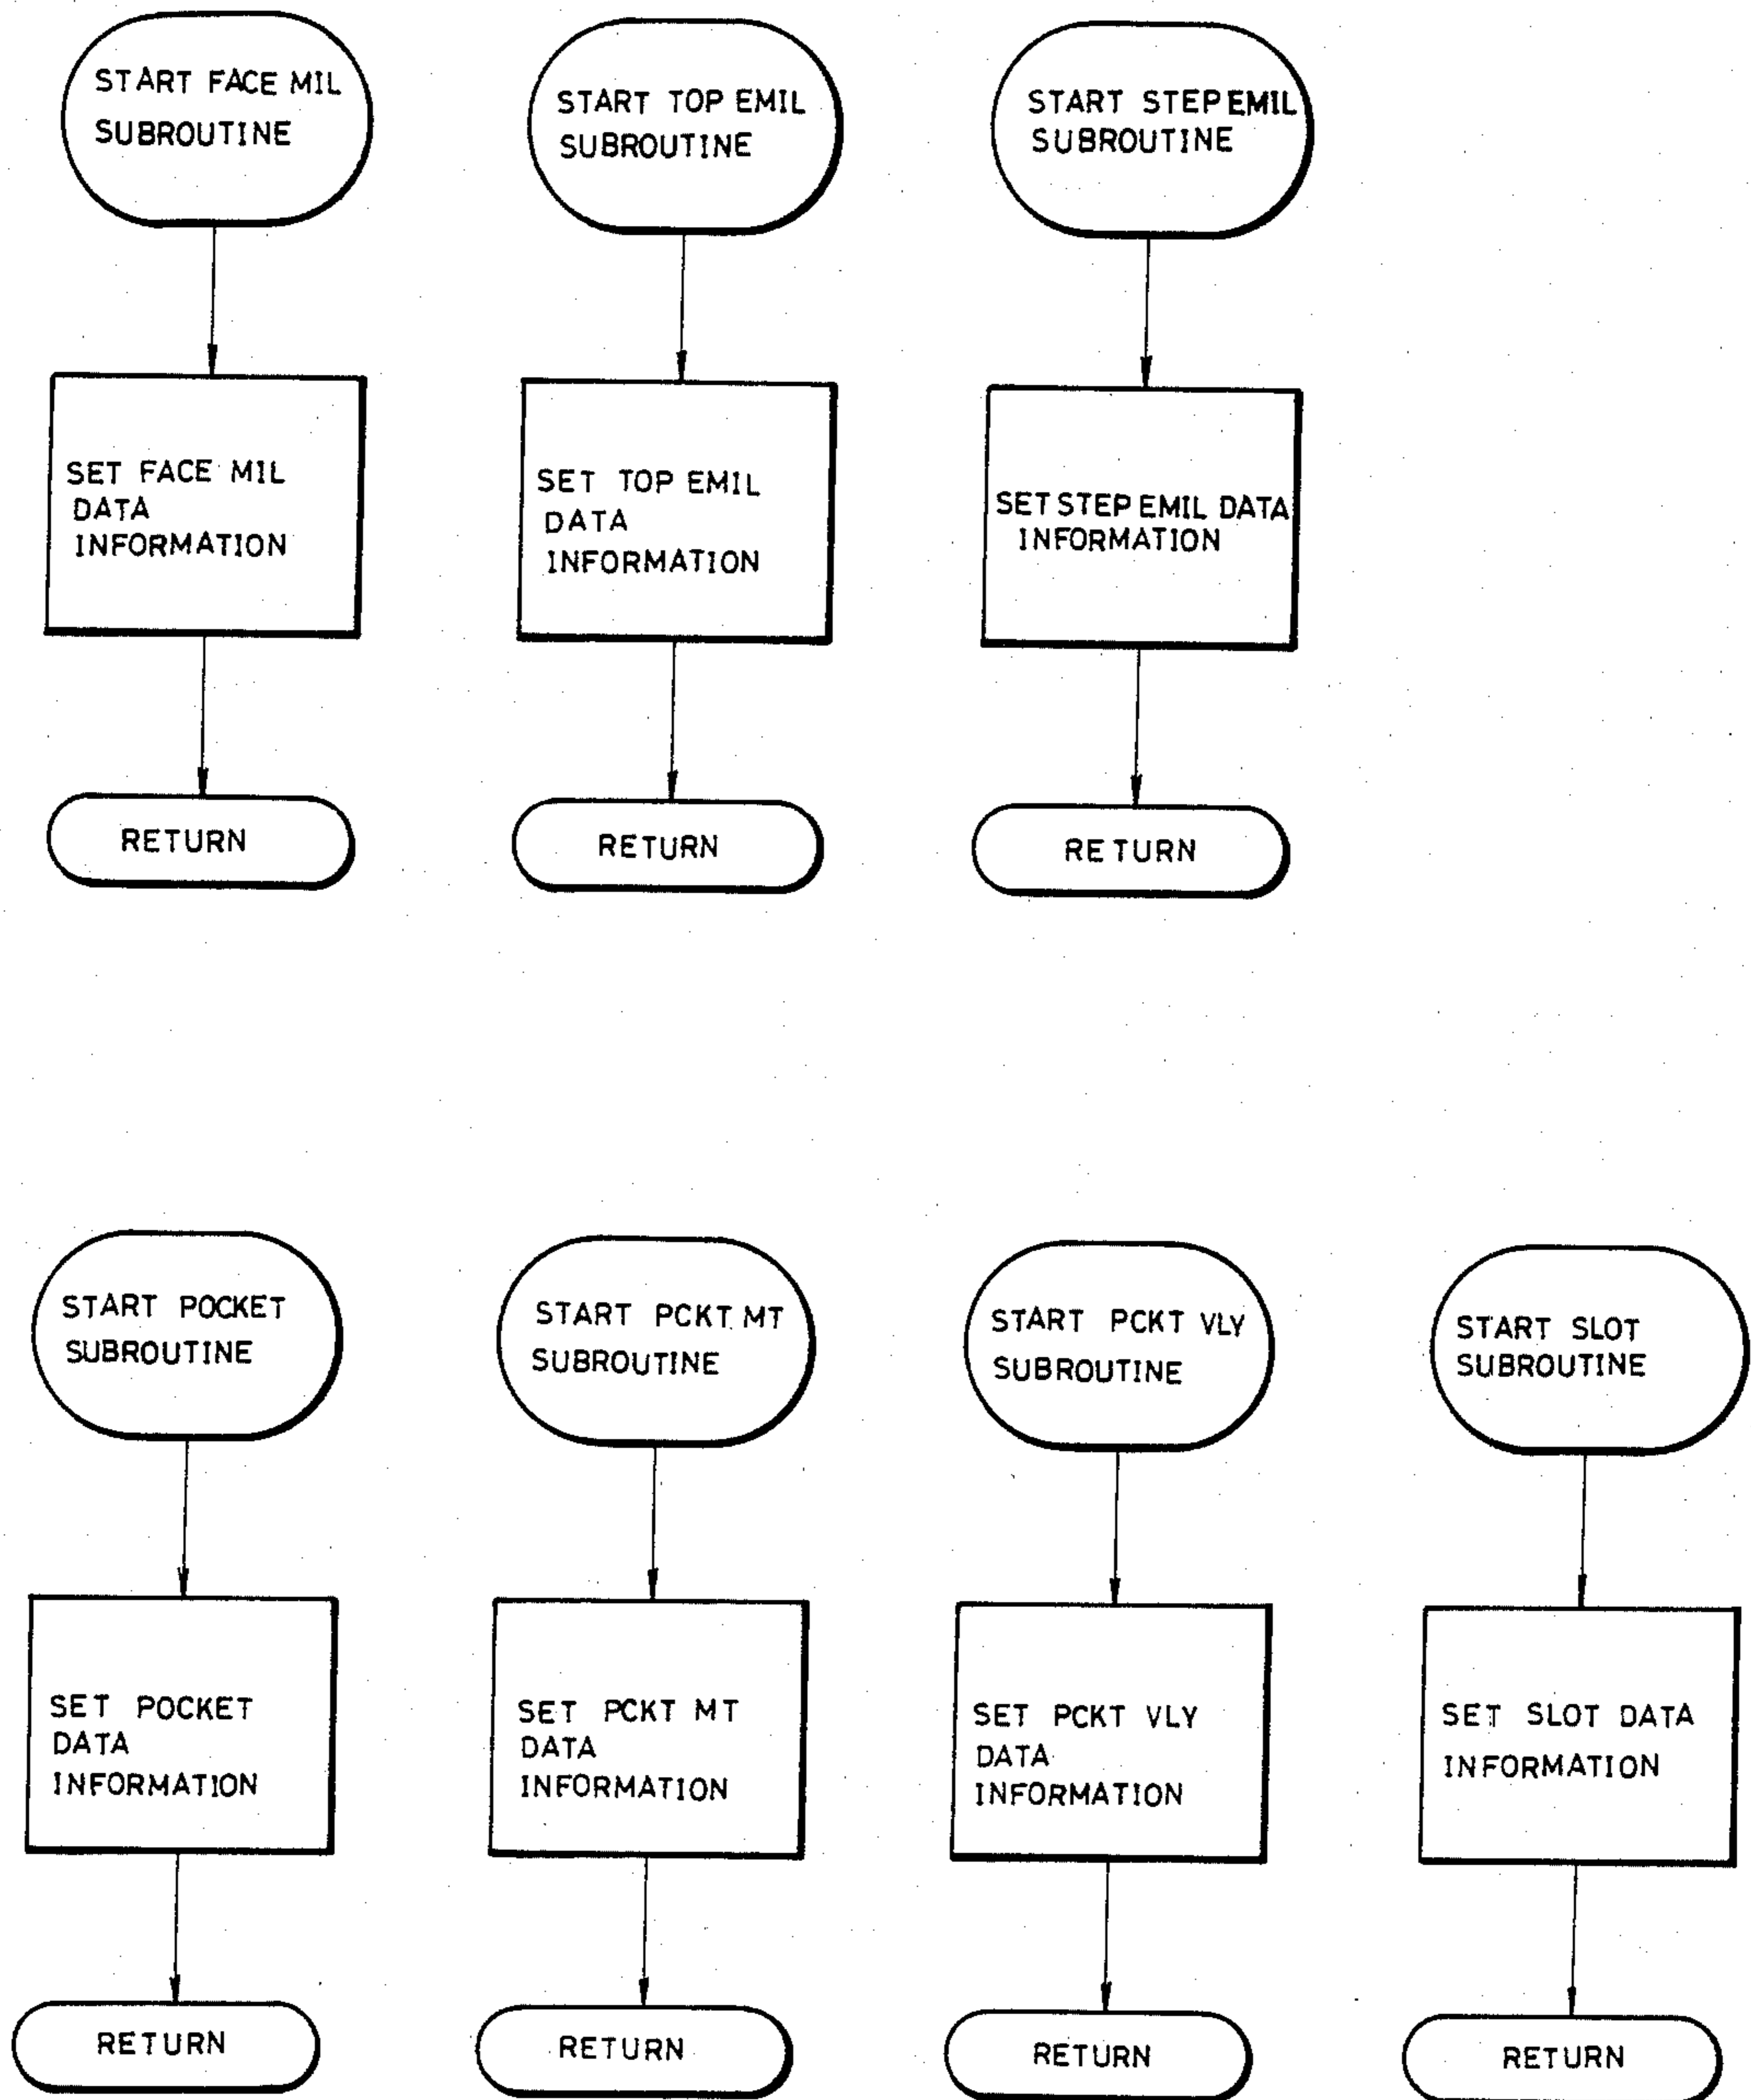 START FACE MIL
SUBROUTINE
SET FACE MIL
DATA
INFORMATION
RETURN
START TOP EMIL
SUBROUTINE
SET TOP EMIL
DATA
INFORMATION
RETURN
START STEP EMIL
SUBROUTINE
SET STEP EMIL DATA
INFORMATION
RETURN
START POCKET
SUBROUTINE
SET POCKET
DATA
INFORMATION
RETURN
START PCKT MT
SUBROUTINE
SET PCKT MT
DATA
INFORMATION
RETURN
START PCKT VLY
SUBROUTINE
SET PCKT VLY
DATA
INFORMATION
RETURN
START SLOT
SUBROUTINE
SET SLOT DATA
INFORMATION
RETURN